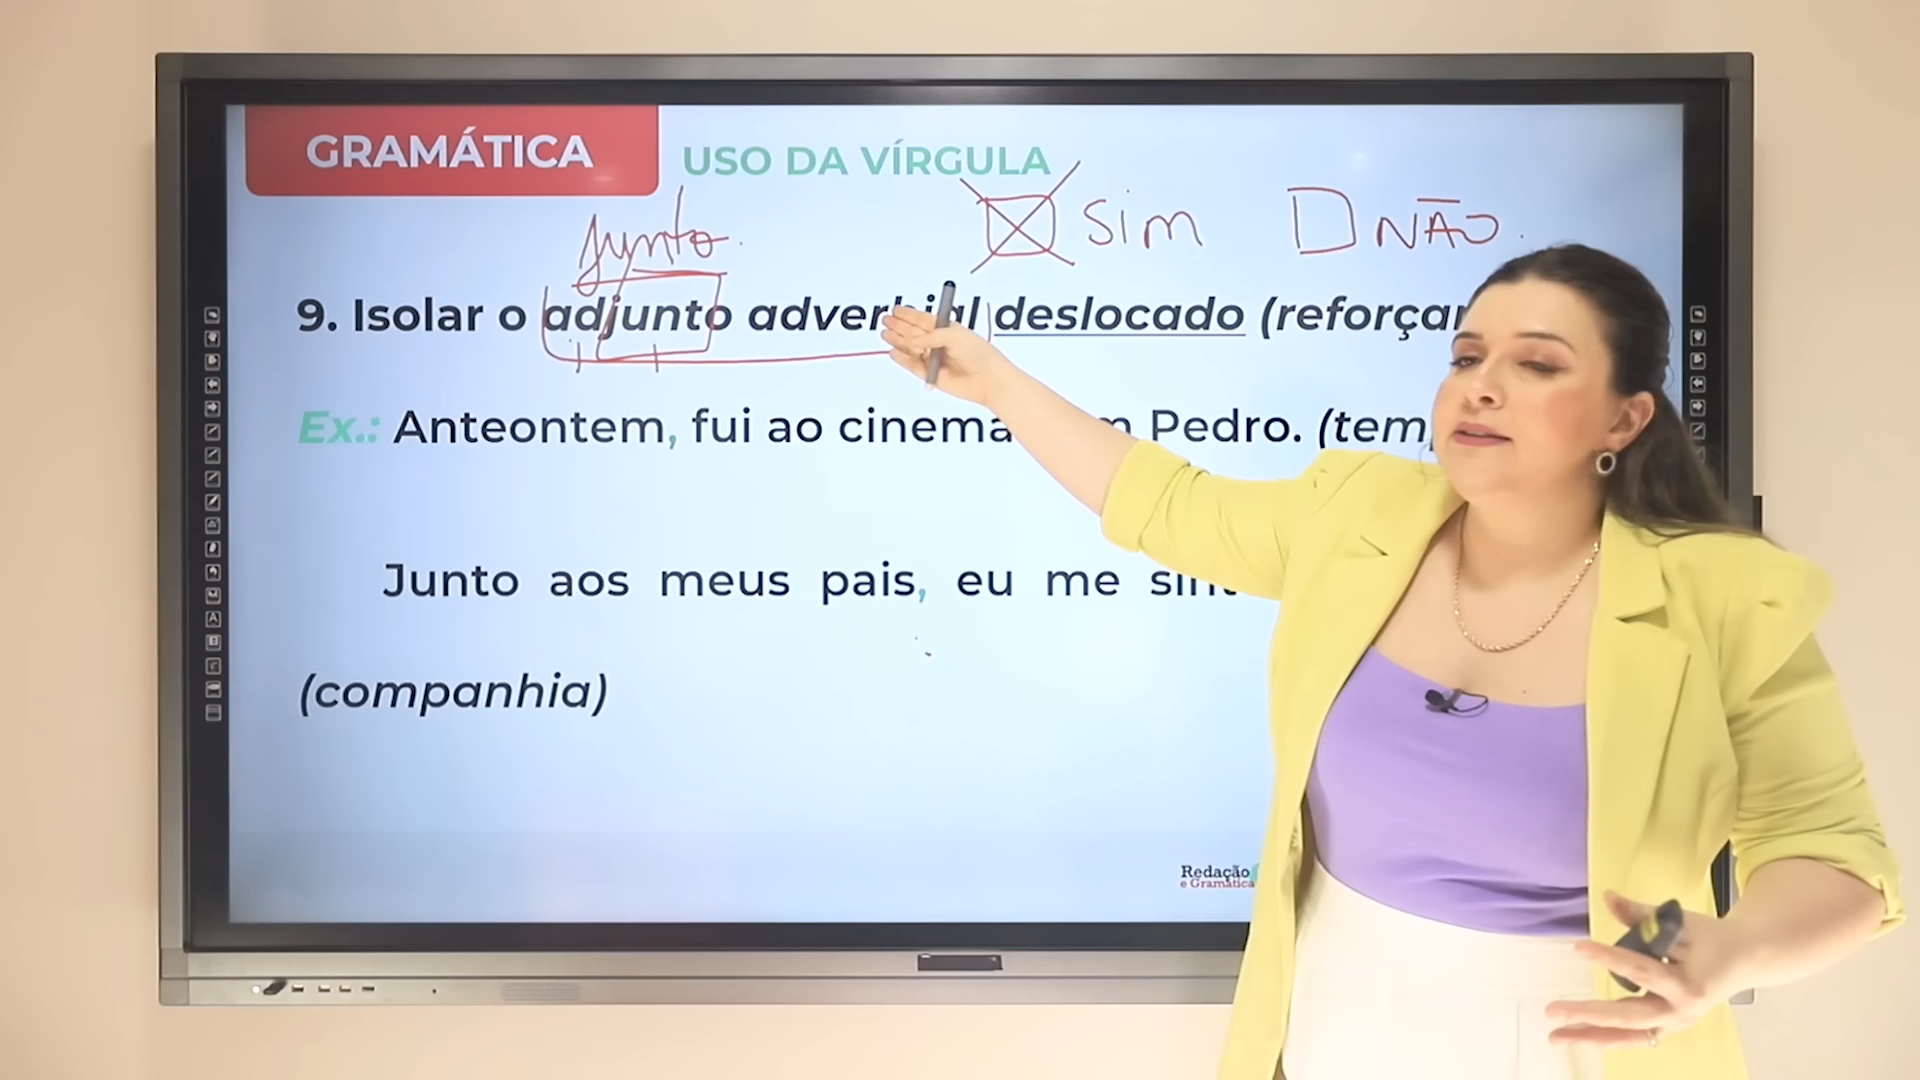 GRAMÁTICA
USO DA VÍRGULA
junto
SIM NÃO
9. Isolar o adjunto adverbial deslocado (reforçar
Ex.: Anteontem, fui ao cinema Pedro.
Junto aos meus pais, eu me
(companhia)
Redação
e Gramática